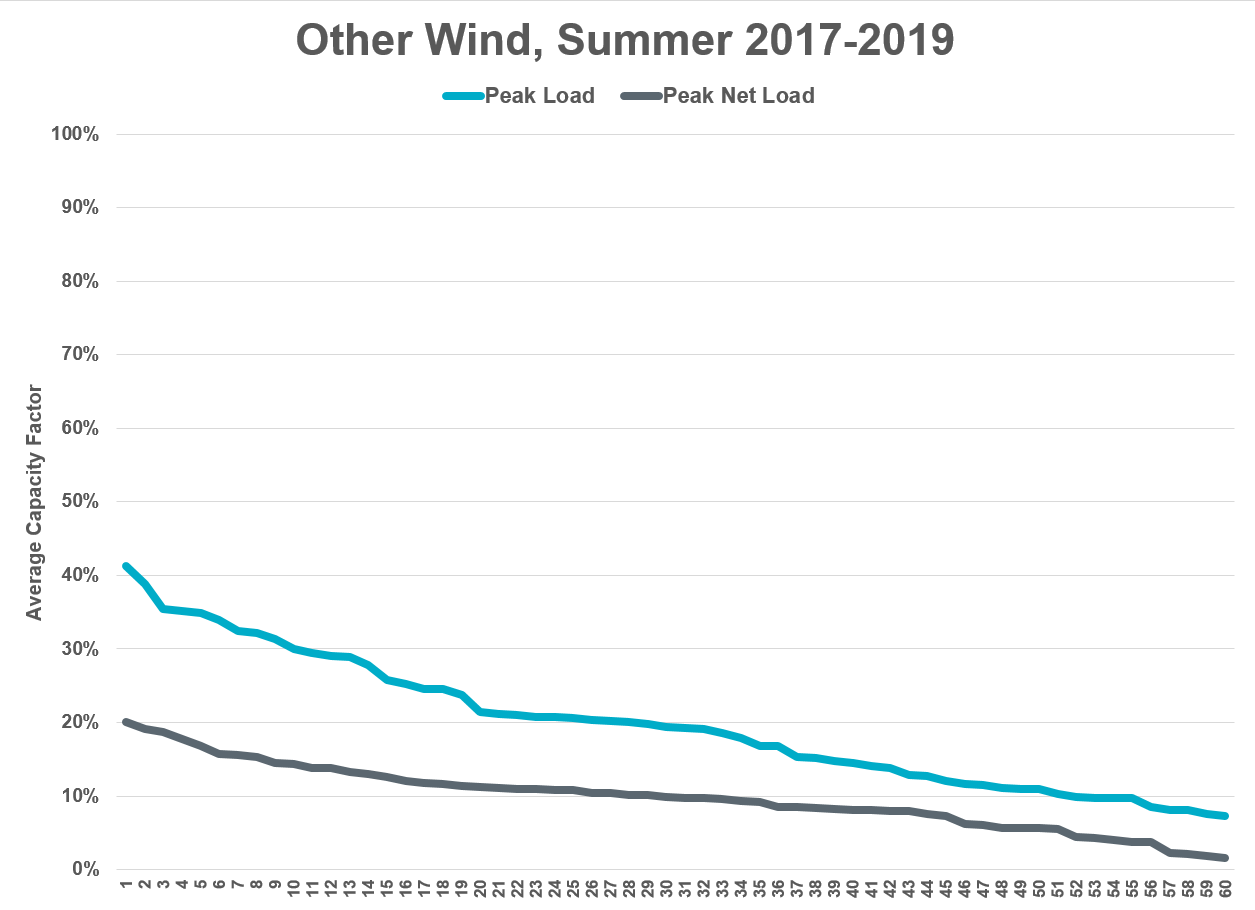 Other Wind, Summer 2017-2019
Peak Load Peak Net Load
100%
90%
80%
70%
60%
50%
40%
30%
20%
10%
0%
Average Capacity Factor
1 2 3 4 5 6 7 8 9 10 11 12 13 14 15 16 17 18 19 20 21 22 23 24 25 26 27 28 29 30 31 32 33 34 35 36 37 38 39 40 41 42 43 44 45 46 47 48 49 50 51 52 53 54 55 56 57 58 59 60